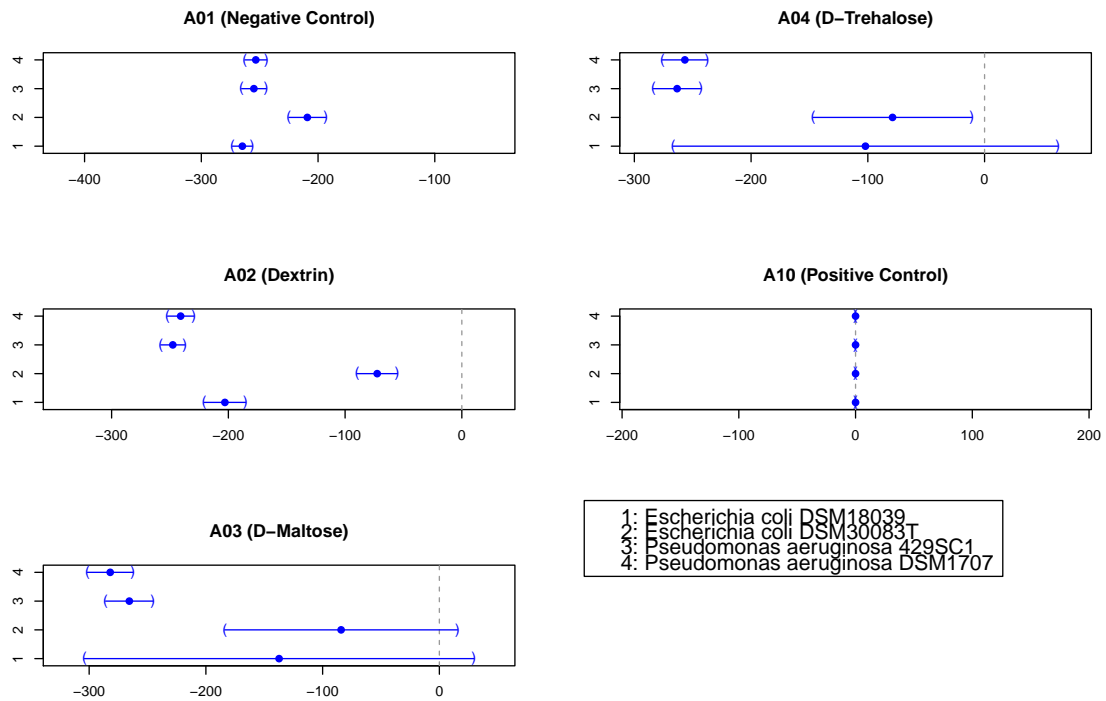 A01 (Negative Control)
4
3
2
1
−400 −300 −200 −100
A04 (D−Trehalose)
4
3
2
1
−300 −200 −100 0
A02 (Dextrin)
4
3
2
1
−300 −200 −100 0
A10 (Positive Control)
4
3
2
1
−200 −100 0 100 200
A03 (D−Maltose)
4
3
2
1
−300 −200 −100 0
1: Escherichia coli DSM18039
2: Escherichia coli DSM30083T
3: Pseudomonas aeruginosa 429SC1
4: Pseudomonas aeruginosa DSM1707